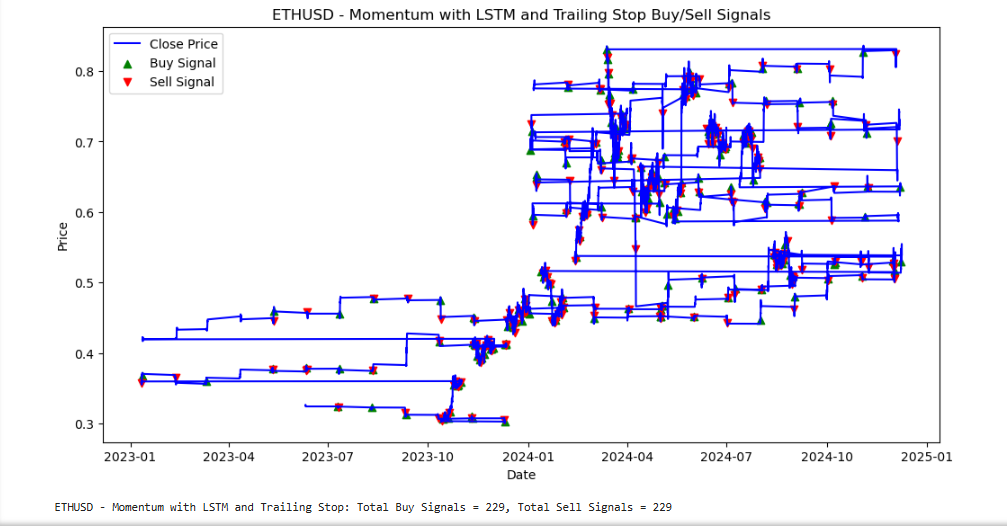 ETHUSD - Momentum with LSTM and Trailing Stop Buy/Sell Signals
Close Price
Buy Signal
Sell Signal
Price
0.8
0.7
0.6
0.5
0.4
0.3
2023-01 2023-04 2023-07 2023-10 2024-01 2024-04 2024-07 2024-10 2025-01
Date
ETHUSD - Momentum with LSTM and Trailing Stop: Total Buy Signals = 229, Total Sell Signals = 229